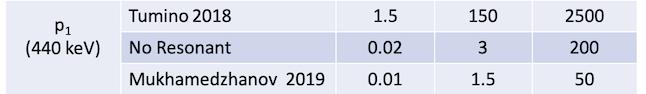 p1
(440 keV)
Tumino 2018 1.5 150 2500
No Resonant 0.02 3 200
Mukhamedzhanov 2019 0.01 1.5 50